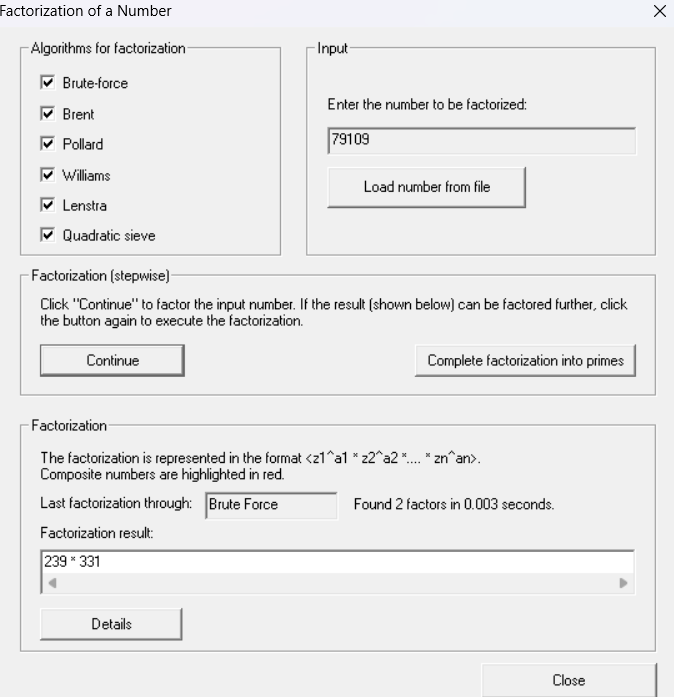 Factorization of a Number
Algorithms for factorization
Brute-force
Brent
Pollard
Williams
Lenstra
Quadratic sieve
Input
Enter the number to be factorized:
79109
Load number from file
Factorization (stepwise)
Click "Continue" to factor the input number. If the result (shown below) can be factored further, click
the button again to execute the factorization.
Continue
Complete factorization into primes
Factorization
The factorization is represented in the format <z1^a1 * z2^a2 *.... * zn^an>.
Composite numbers are highlighted in red.
Last factorization through: Brute Force Found 2 factors in 0.003 seconds.
Factorization result:
239 * 331
Details
Close